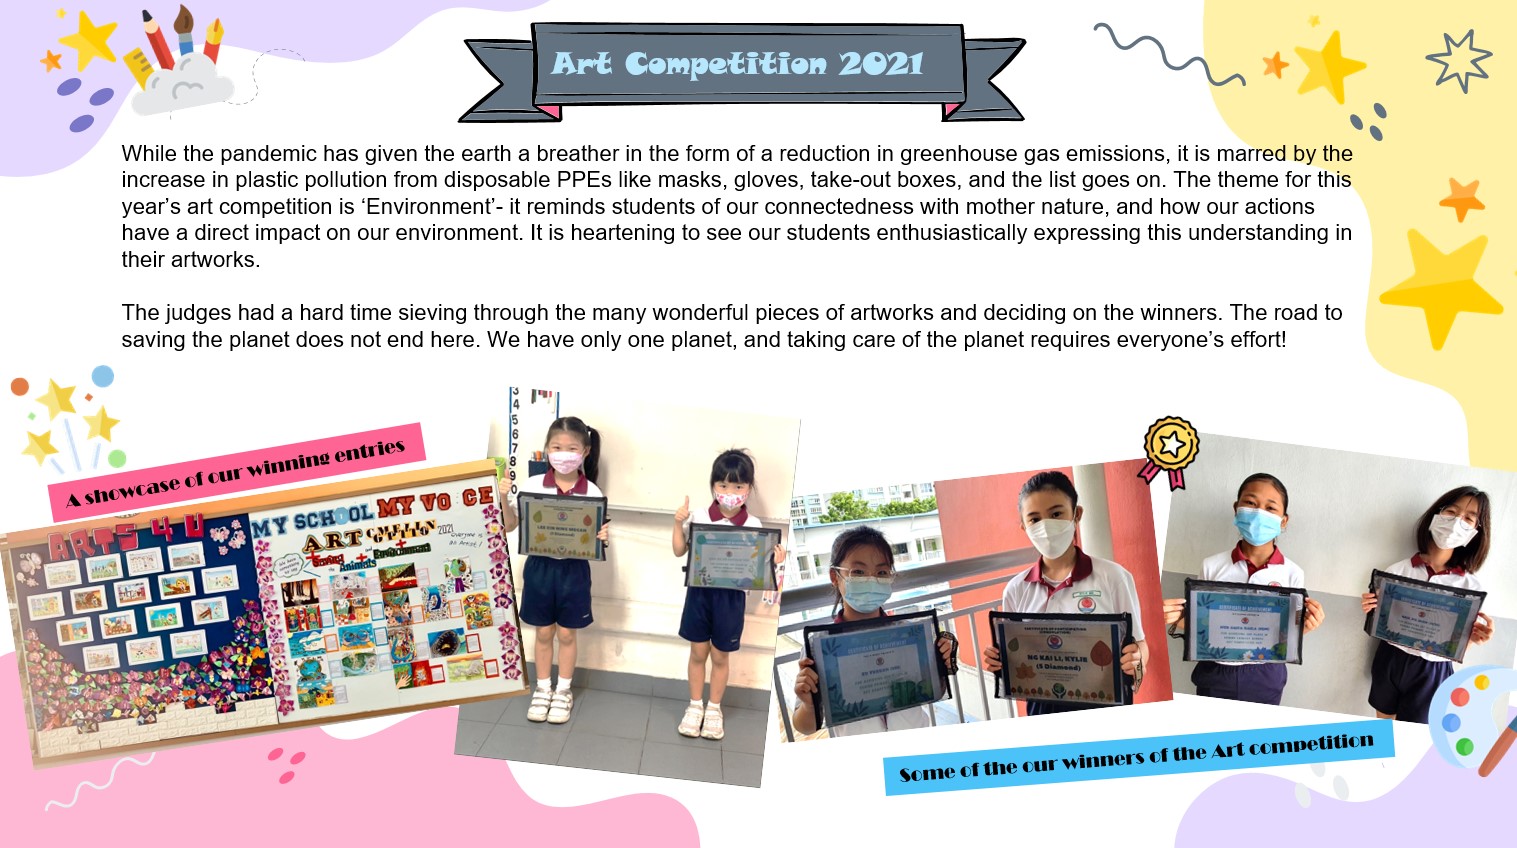 Art Competition 2021
While the pandemic has given the earth a breather in the form of a reduction in greenhouse gas emissions, it is marred by the
increase in plastic pollution from disposable PPEs like masks, gloves, take-out boxes, and the list goes on. The theme for this
year’s art competition is ‘Environment’- it reminds students of our connectedness with mother nature, and how our actions
have a direct impact on our environment. It is heartening to see our students enthusiastically expressing this understanding in
their artworks.
The judges had a hard time sieving through the many wonderful pieces of artworks and deciding on the winners. The road to
saving the planet does not end here. We have only one planet, and taking care of the planet requires everyone’s effort!
A showcase of our winning entries
ARTS 4 U
MY SCHOOL MY VO CE
ART COMPETITION 2021
Everyone is
an Artist!
Animals
Environment
3
4
5
6
7
8
9
0
(5 Diamond)
CERTIFICATE OF
NG KAI LI, KYLIE
(5 Diamond)
CERTIFICATE OF ACHIEVEMENT
Some of the our winners of the Art competition